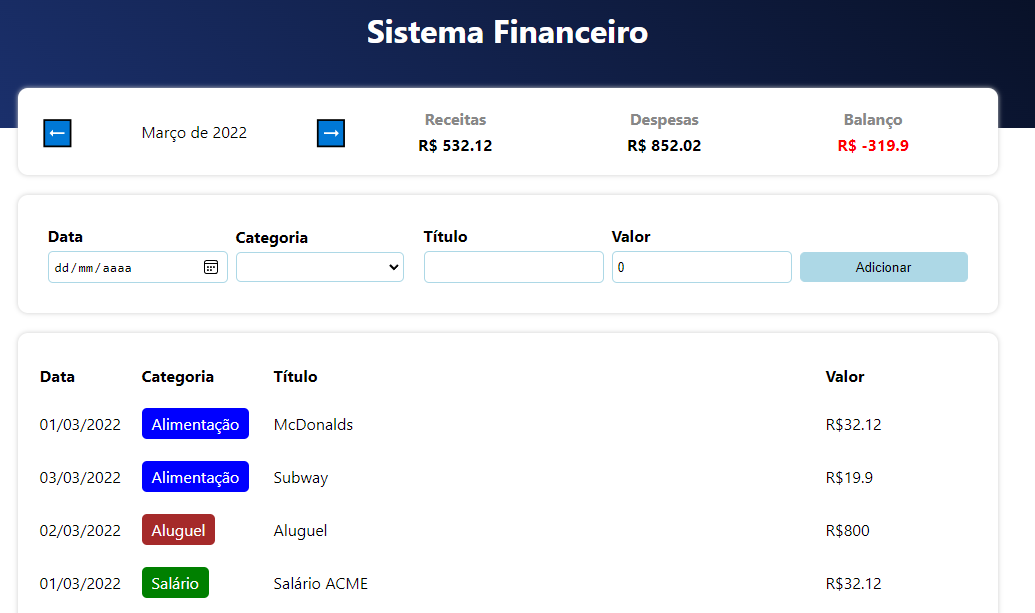 Sistema Financeiro
← Março de 2022 →
Receitas Despesas Balanço
R$ 532.12 R$ 852.02 R$ -319.9
Data Categoria Título Valor
dd/mm/aaaa 0 Adicionar
Data Categoria Título Valor
01/03/2022 Alimentação McDonalds R$32.12
03/03/2022 Alimentação Subway R$19.9
02/03/2022 Aluguel Aluguel R$800
01/03/2022 Salário Salário ACME R$32.12